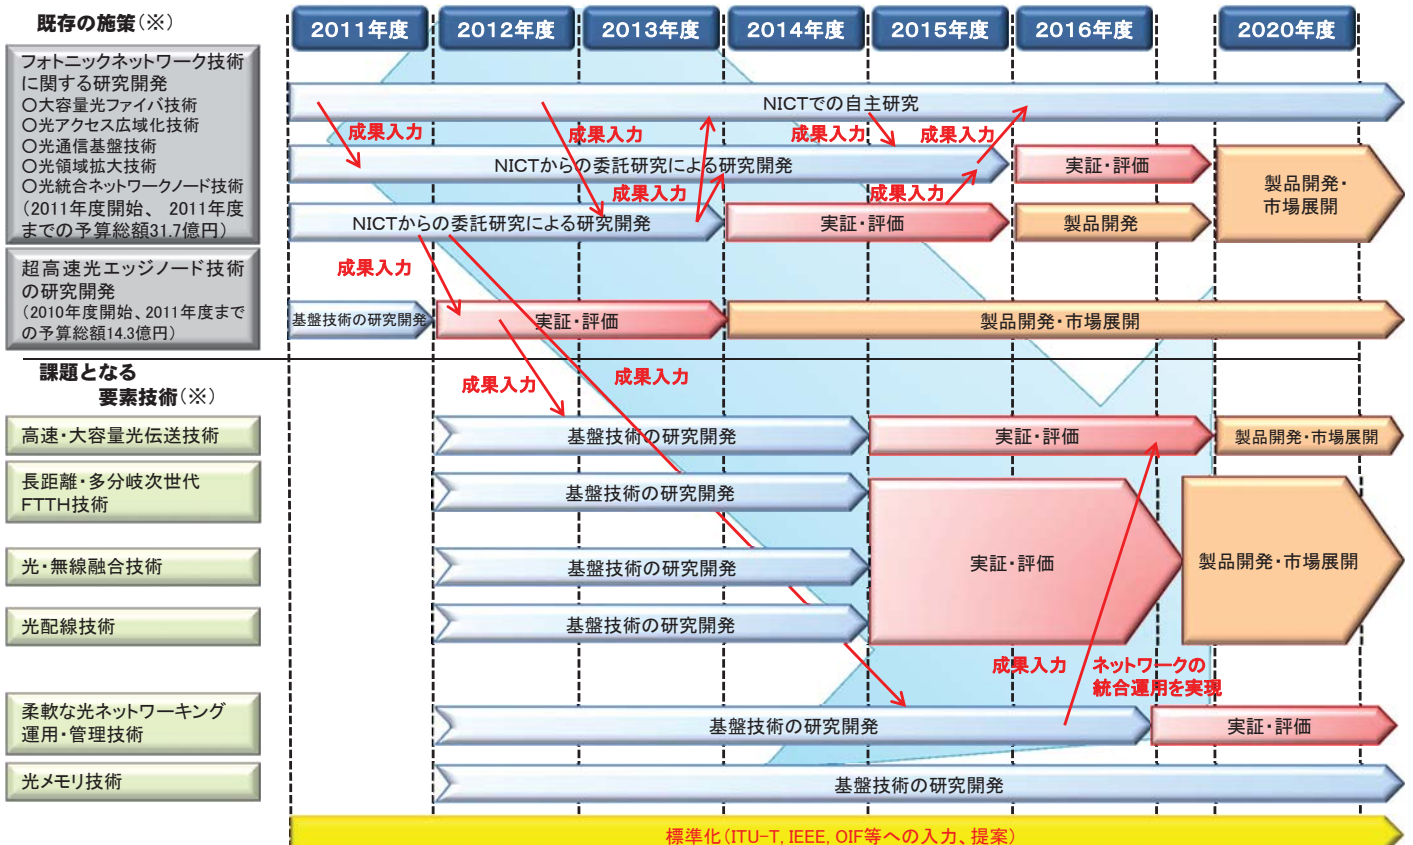 既存の施策(※)
2011年度
2012年度
2013年度
2014年度
2015年度
2016年度
2020年度
フォトニックネットワーク技術
に関する研究開発
○大容量光ファイバ技術
○光アクセス広域化技術
○光通信基盤技術
○光領域拡大技術
○光統合ネットワークノード技術
(2011年度開始、 2011年度
までの予算総額31.7億円)
NICTでの自主研究
成果入力
成果入力
成果入力
成果入力
NICTからの委託研究による研究開発
実証・評価
製品開発・
市場展開
成果入力
成果入力
NICTからの委託研究による研究開発
実証・評価
製品開発
超高速光エッジノード技術
の研究開発
(2010年度開始、2011年度まで
の予算総額14.3億円)
成果入力
基盤技術の研究開発
実証・評価
製品開発・市場展開
課題となる
要素技術(※)
成果入力
成果入力
高速・大容量光伝送技術
基盤技術の研究開発
実証・評価
製品開発・市場展開
長距離・多分岐次世代
FTTH技術
基盤技術の研究開発
実証・評価
製品開発・市場展開
光・無線融合技術
基盤技術の研究開発
光配線技術
基盤技術の研究開発
成果入力
ネットワークの
統合運用を実現
柔軟な光ネットワーキング
運用・管理技術
基盤技術の研究開発
実証・評価
光メモリ技術
基盤技術の研究開発
標準化(ITU-T, IEEE, OIF等への入力、提案)